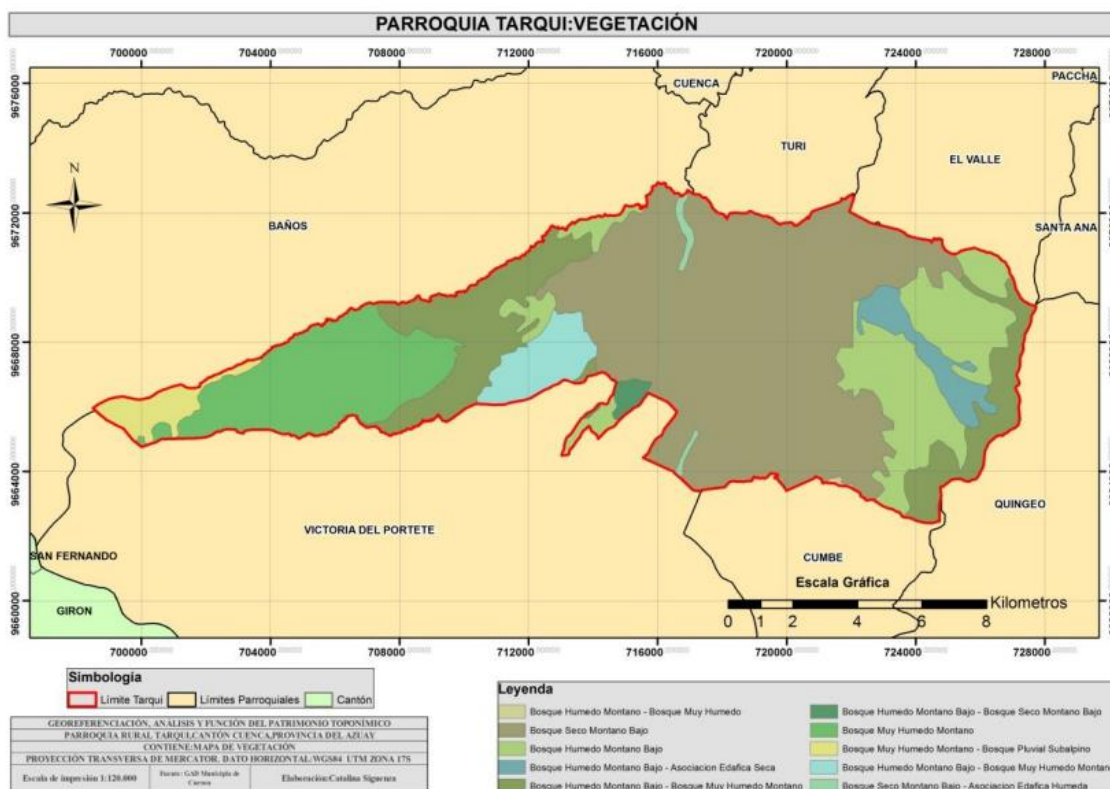 PARROQUIA TARQUI:VEGETACIÓN
700000 704000 708000 712000 716000 720000 724000 728000
9676000
9672000
9668000
9664000
9660000
N
CUENCA
PACCHA
TURI
EL VALLE
BAÑOS
SANTA ANA
QUINGEO
VICTORIA DEL PORTETE
SAN FERNANDO
CUMBE
GIRON
Escala Gráfica
Kilometros
0 1 2 4 6 8
700000 704000 708000 712000 716000 720000 724000 728000
Simbología
Límite Tarqui Límites Parroquiales Cantón
GEOREFERENCIACIÓN, ANALISIS Y FUNCIÓN DEL PATRIMONIO TOPONÍMICO
PARROQUIA RURAL TARQUI,CANTÓN CUENCA,PROVINCIA DEL AZUAY
CONTIENE:MAPA DE VEGETACIÓN
PROYECCIÓN TRANSVERSA DE MERCATOR. DATO HORIZONTAL:WGS84 UTM ZONA 17S
Escala de impresión 1:120.000
Fuente: GAD Municipio de
Cuenca
Elaboración:Catalina Siguenza
Leyenda
Bosque Humedo Montano - Bosque Muy Humedo
Bosque Seco Montano Bajo
Bosque Humedo Montano Bajo
Bosque Humedo Montano Bajo - Asociacion Edafica Seca
Bosque Humedo Montano Bajo - Bosque Muy Humedo Montano
Bosque Humedo Montano Bajo - Bosque Seco Montano Bajo
Bosque Muy Humedo Montano
Bosque Muy Humedo Montano - Bosque Pluvial Subalpino
Bosque Humedo Montano Bajo - Bosque Muy Humedo Montano
Bosque Seco Montano Bajo - Asociacion Edafica Humeda